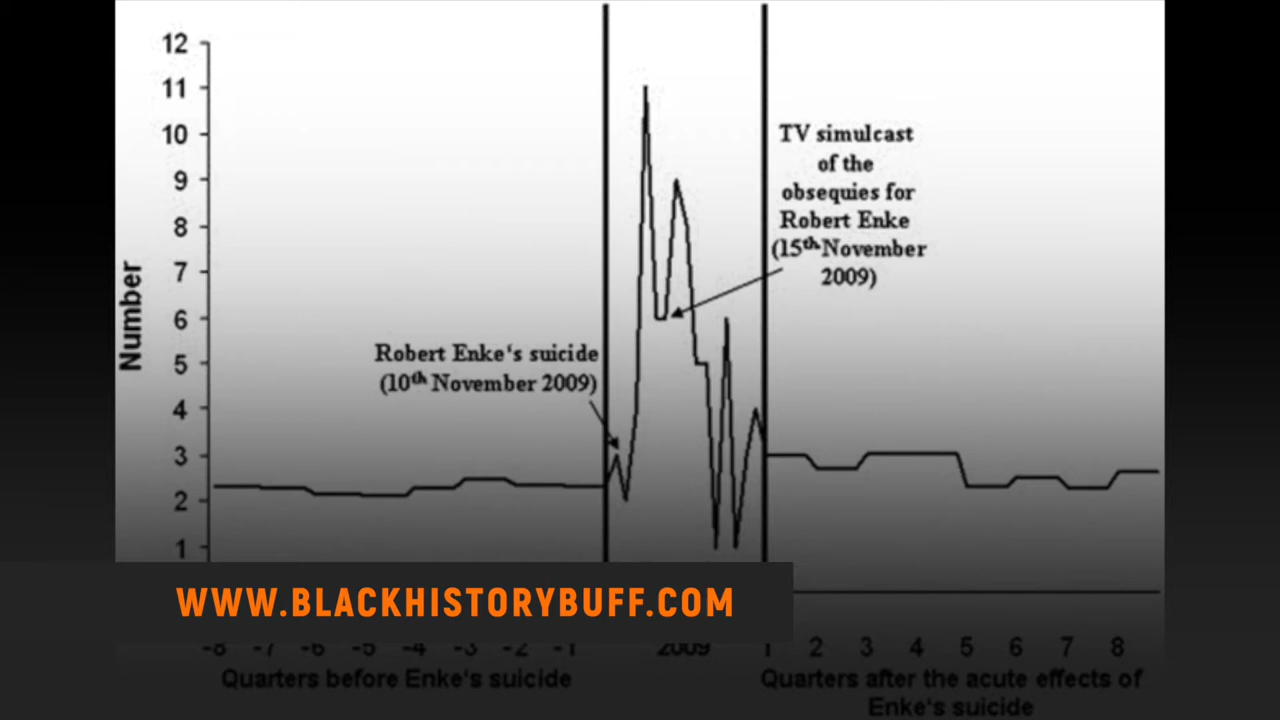 12
11
10
9
8
7
6
5
4
3
2
1
Number
TV simulcast
of the
obsequies for
Robert Enke
(15th November
2009)
Robert Enke's suicide
(10th November 2009)
WWW.BLACKHISTORYBUFF.COM
-8 -7 -6 -5 -4 -3 -2 -1 2009 1 2 3 4 5 6 7 8
Quarters before Enke's suicide
Quarters after the acute effects of
Enke's suicide